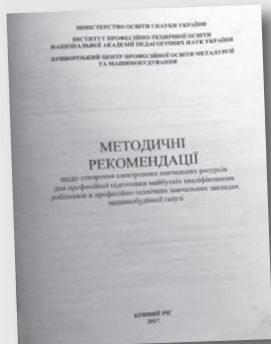 МІНІСТЕРСТВО ОСВІТИ І НАУКИ УКРАЇНИ
ІНСТИТУТ ПРОФЕСІЙНО-ТЕХНІЧНОЇ ОСВІТИ
НАЦІОНАЛЬНОЇ АКАДЕМІЇ ПЕДАГОГІЧНИХ НАУК УКРАЇНИ
КРИВОРІЗЬКИЙ ЦЕНТР ПРОФЕСІЙНОЇ ОСВІТИ МЕТАЛУРГІЇ
ТА МАШИНОБУДУВАННЯ
МЕТОДИЧНІ
РЕКОМЕНДАЦІЇ
щодо створення електронних навчальних ресурсів
для професійної підготовки майбутніх кваліфікованих
робітників в професійно-технічних навчальних закладах
машинобудівної галузі
КРИВИЙ РІГ
2017